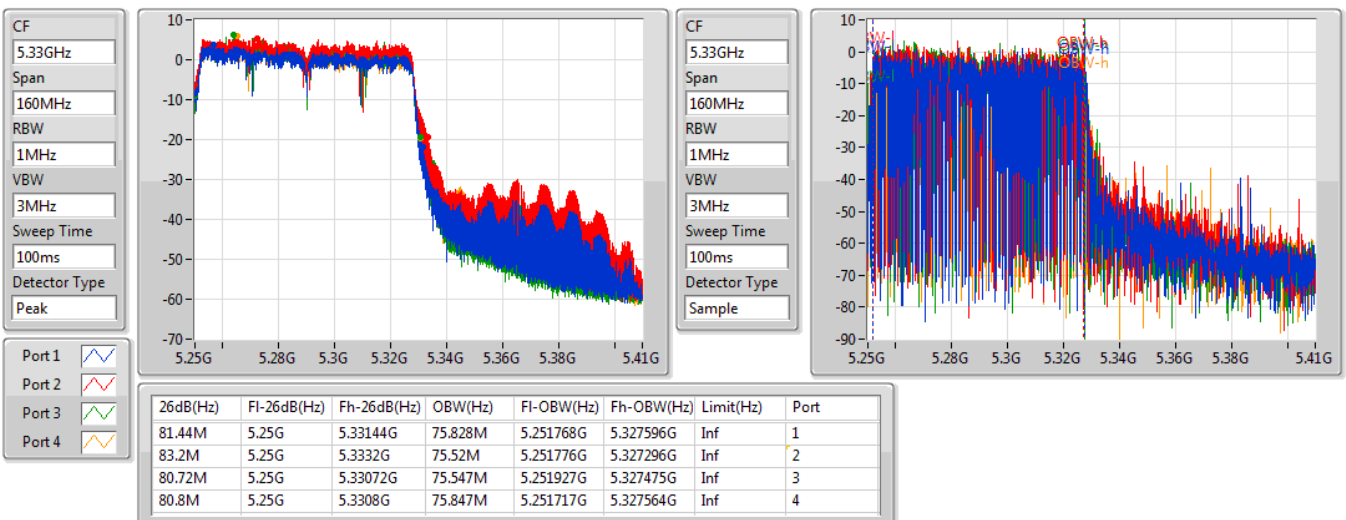 CF
5.33GHz
Span
160MHz
RBW
1MHz
VBW
3MHz
Sweep Time
100ms
Detector Type
Peak
10
0
-10
-20
-30
-40
-50
-60
-70
5.25G 5.28G 5.3G 5.32G 5.34G 5.36G 5.38G 5.41G
CF
5.33GHz
Span
160MHz
RBW
1MHz
VBW
3MHz
Sweep Time
100ms
Detector Type
Sample
10
0
-10
-20
-30
-40
-50
-60
-70
-80
-90
OBW-h
OBW-h
5.25G 5.28G 5.3G 5.32G 5.34G 5.36G 5.38G 5.41G
Port 1
Port 2
Port 3
Port 4
26dB(Hz) Fl-26dB(Hz) Fh-26dB(Hz) OBW(Hz) Fl-OBW(Hz) Fh-OBW(Hz) Limit(Hz) Port
81.44M 5.25G 5.33144G 75.828M 5.251768G 5.327596G Inf 1
83.2M 5.25G 5.3332G 75.52M 5.251776G 5.327296G Inf 2
80.72M 5.25G 5.33072G 75.547M 5.251927G 5.327475G Inf 3
80.8M 5.25G 5.3308G 75.847M 5.251717G 5.327564G Inf 4